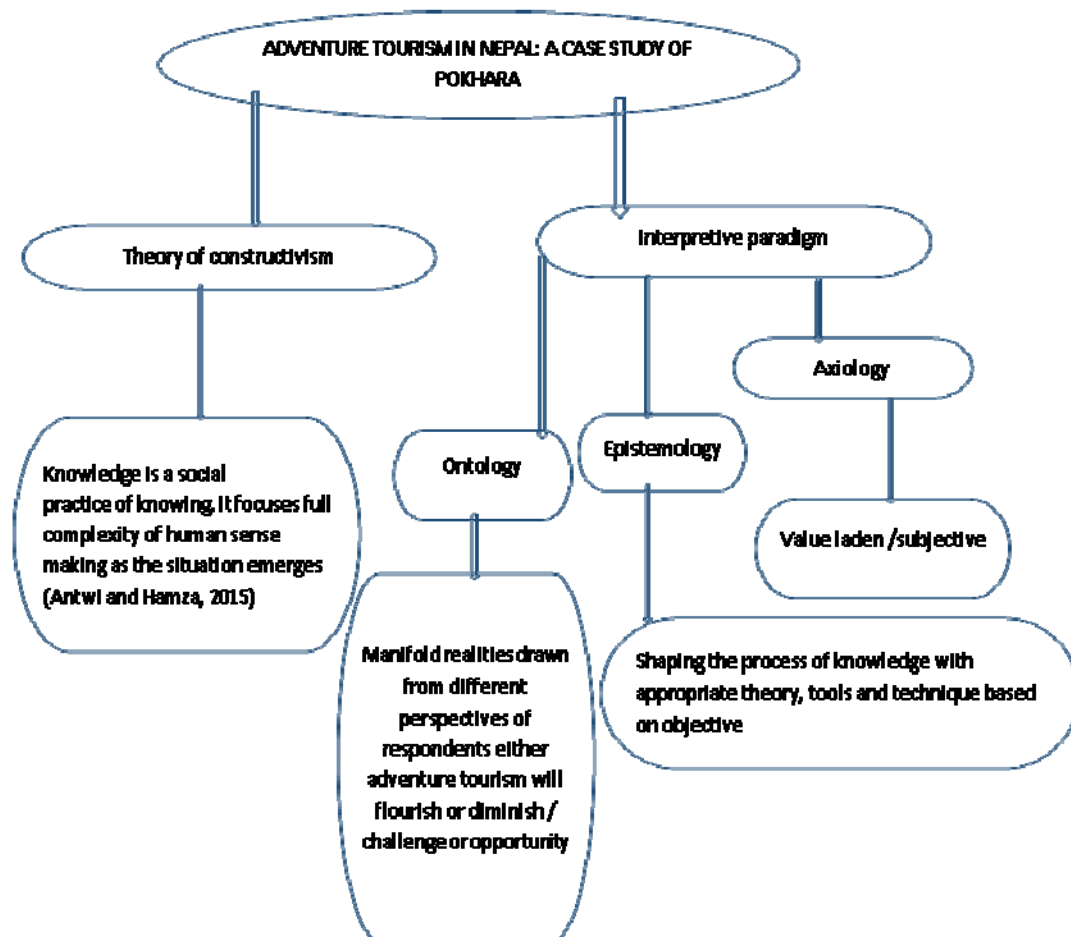 ADVENTURE TOURISM IN NEPAL: A CASE STUDY OF
POKHARA
Theory of constructivism
Interpretive paradigm
Axiology
Ontology
Epistemology
Knowledge is a social
practice of knowing. It focuses full
complexity of human sense
making as the situation emerges
(Antwi and Hamza, 2015)
Value laden /subjective
Manifold realities drawn
from different
perspectives of
respondents either
adventure tourism will
flourish or diminish /
challenge or opportunity
Shaping the process of knowledge with
appropriate theory, tools and technique based
on objective